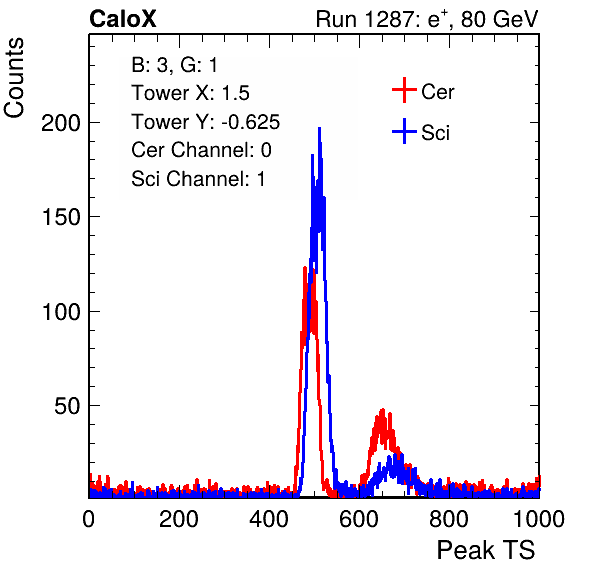 CaloX Run 1287: e⁺, 80 GeV
Counts
B: 3, G: 1
Tower X: 1.5
Tower Y: -0.625
Cer Channel: 0
Sci Channel: 1
Cer
Sci
200
150
100
50
0 200 400 600 800 1000
Peak TS